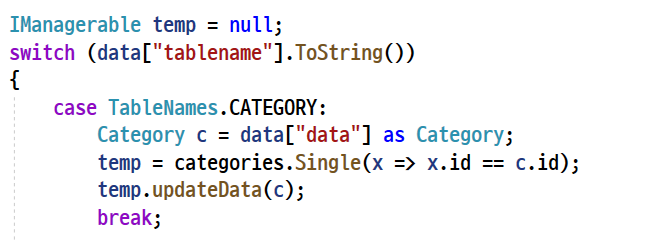 IManagerable temp = null;
switch (data["tablename"].ToString())
{
    case TableNames.CATEGORY:
        Category c = data["data"] as Category;
        temp = categories.Single(x => x.id == c.id);
        temp.updateData(c);
        break;